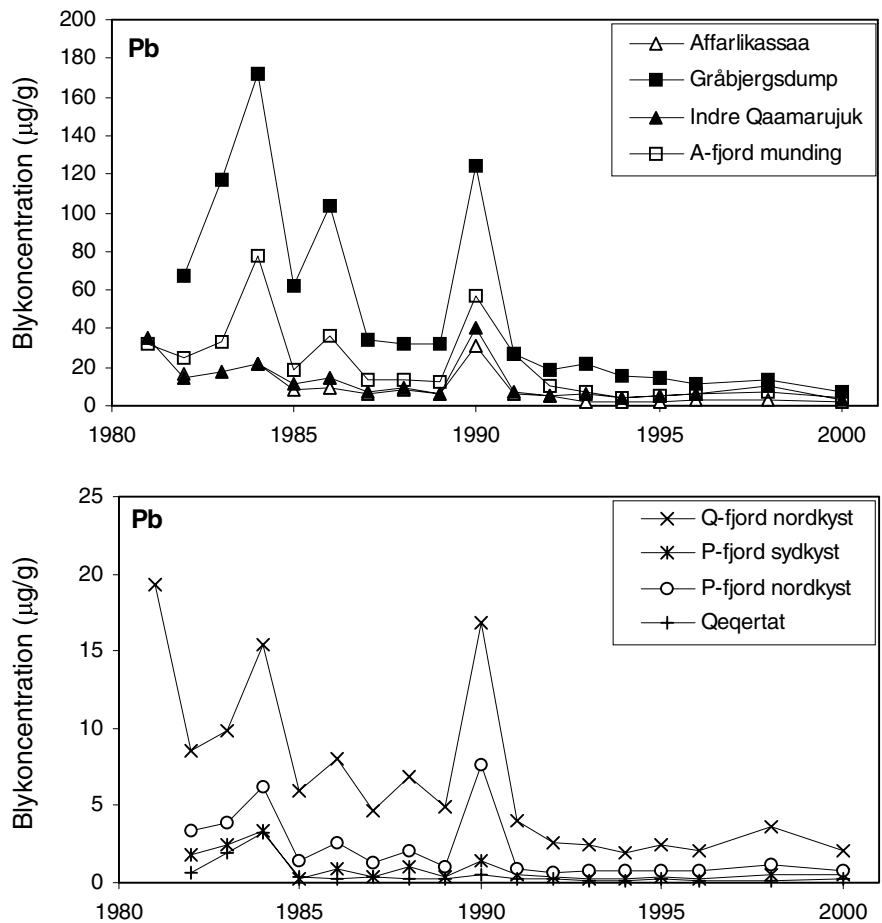 Pb
Blykoncentration (µg/g)
200
180
160
140
120
100
80
60
40
20
0
Affarlikassaa
Gråbjergsdump
Indre Qaamarujuk
A-fjord munding
1980
1985
1990
1995
2000
Pb
Blykoncentration (µg/g)
25
20
15
10
5
0
Q-fjord nordkyst
P-fjord sydkyst
P-fjord nordkyst
Qeqertat
1980
1985
1990
1995
2000